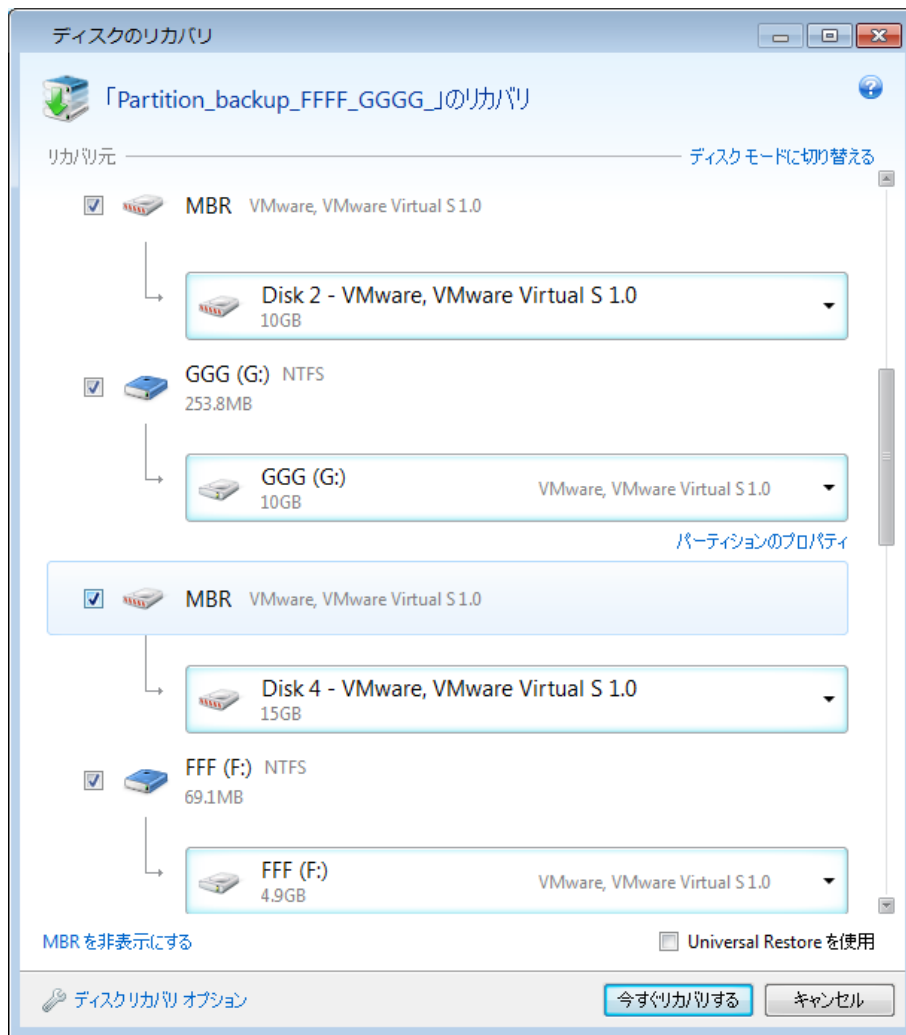 ディスクのリカバリ
「Partition_backup_FFFF_GGGG_」のリカバリ
リカバリ元
ディスク モードに切り替える
MBR VMware, VMware Virtual S 1.0
Disk 2 - VMware, VMware Virtual S 1.0
10GB
GGG (G:) NTFS
253.8MB
GGG (G:)
10GB
VMware, VMware Virtual S 1.0
パーティションのプロパティ
MBR VMware, VMware Virtual S 1.0
Disk 4 - VMware, VMware Virtual S 1.0
15GB
FFF (F:) NTFS
69.1MB
FFF (F:)
4.9GB
VMware, VMware Virtual S 1.0
MBR を非表示にする
Universal Restore を使用
ディスク リカバリ オプション
今すぐリカバリする
キャンセル